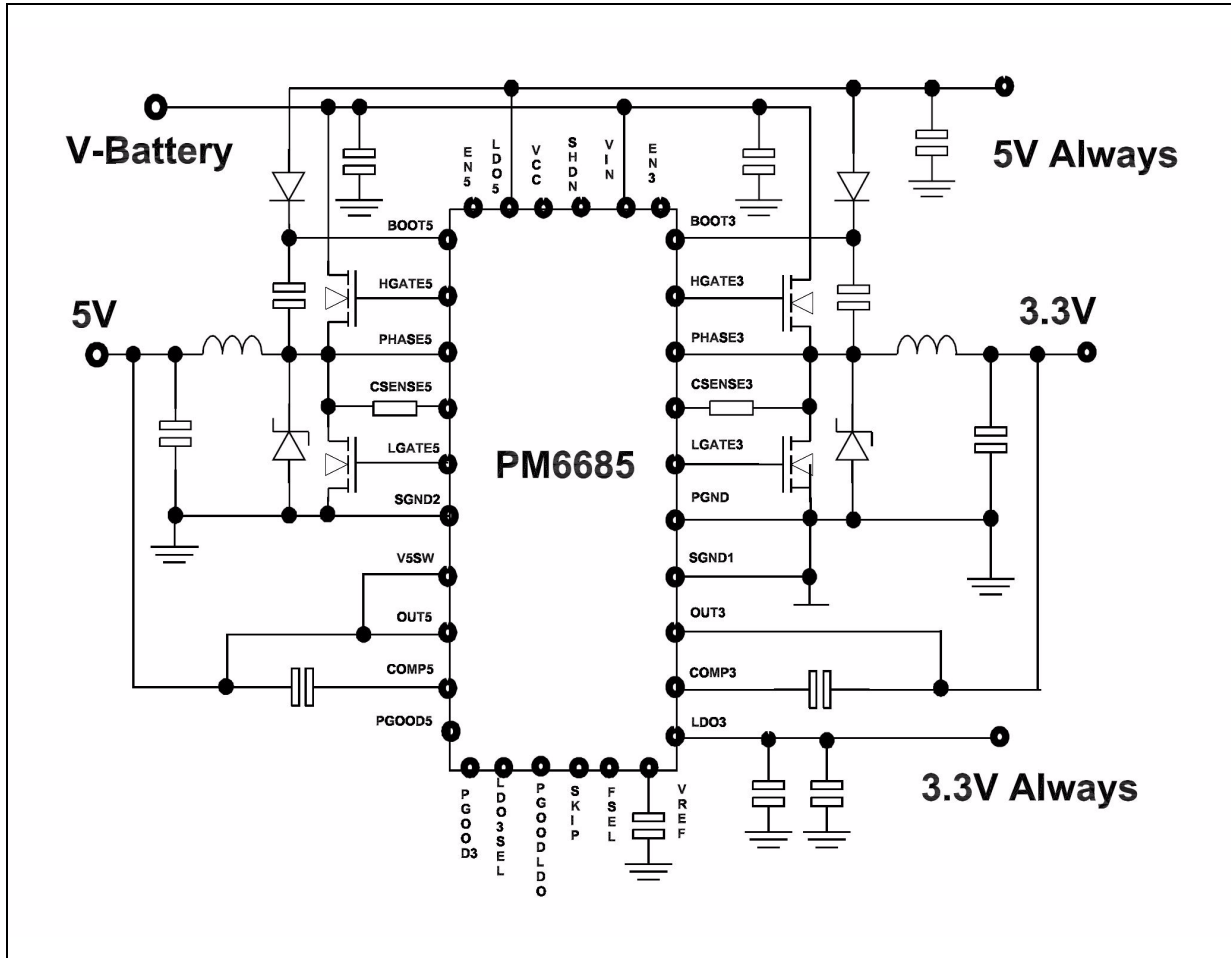 V-Battery
5V Always
EN5
LDO5
VCC
SHDN
VIN
EN3
BOOT5
BOOT3
HGATE5
HGATE3
5V
3.3V
PHASE5
PHASE3
CSENSE5
CSENSE3
LGATE5
LGATE3
PM6685
SGND2
PGND
V5SW
SGND1
OUT5
OUT3
COMP5
COMP3
PGOOD5
LDO3
3.3V Always
PGOOD3
LDO3SEL
PGOODLDO
SKIP
FSEL
VREF